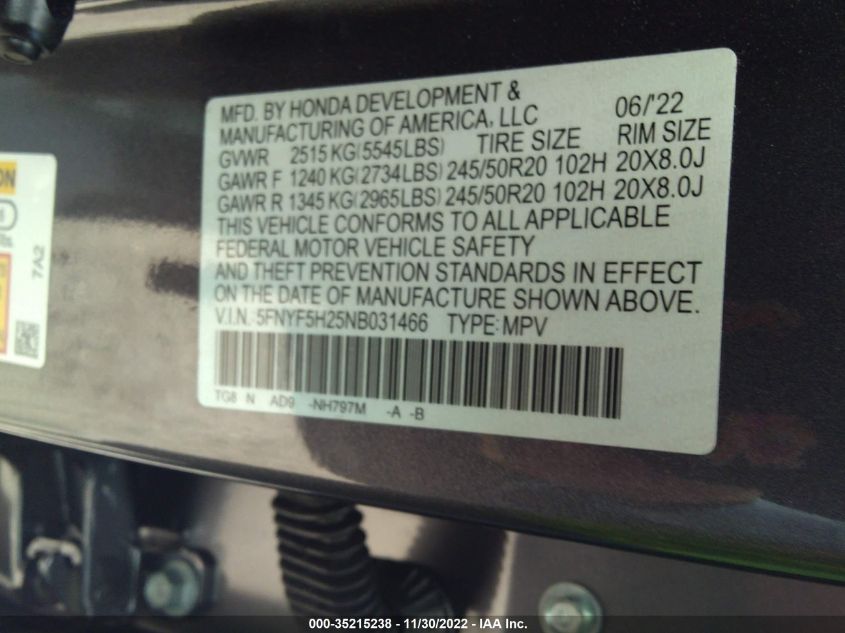 MFD. BY HONDA DEVELOPMENT &
MANUFACTURING OF AMERICA, LLC 06/'22
GVWR 2515 KG(5545LBS) TIRE SIZE RIM SIZE
GAWR F 1240 KG(2734LBS) 245/50R20 102H 20X8.0J
GAWR R 1345 KG(2965LBS) 245/50R20 102H 20X8.0J
THIS VEHICLE CONFORMS TO ALL APPLICABLE
FEDERAL MOTOR VEHICLE SAFETY
AND THEFT PREVENTION STANDARDS IN EFFECT
ON THE DATE OF MANUFACTURE SHOWN ABOVE.
V.I.N. 5FNYF5H25NB031466 TYPE: MPV
TG8 N AD9 -NH797M -A -B
7A2
000-35215238 - 11/30/2022 - IAA Inc.